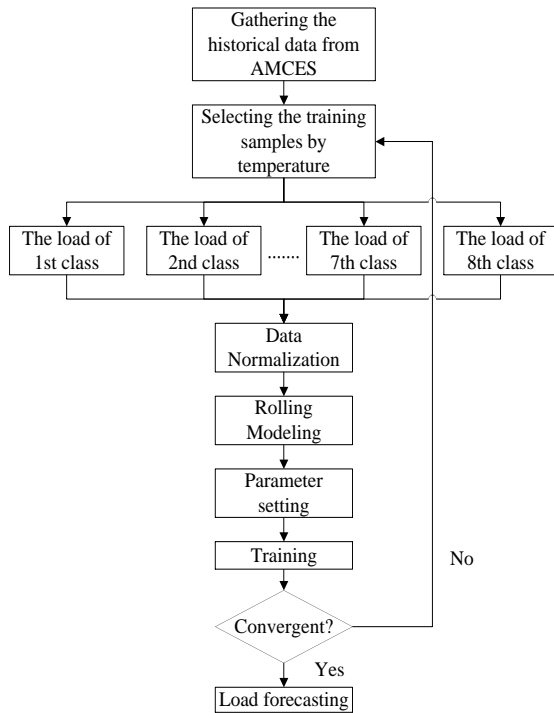 Gathering the
historical data from
AMCES
Selecting the training
samples by
temperature
The load of
1st class
The load of
2nd class
.......
The load of
7th class
The load of
8th class
Data
Normalization
Rolling
Modeling
Parameter
setting
Training
No
Convergent?
Yes
Load forecasting